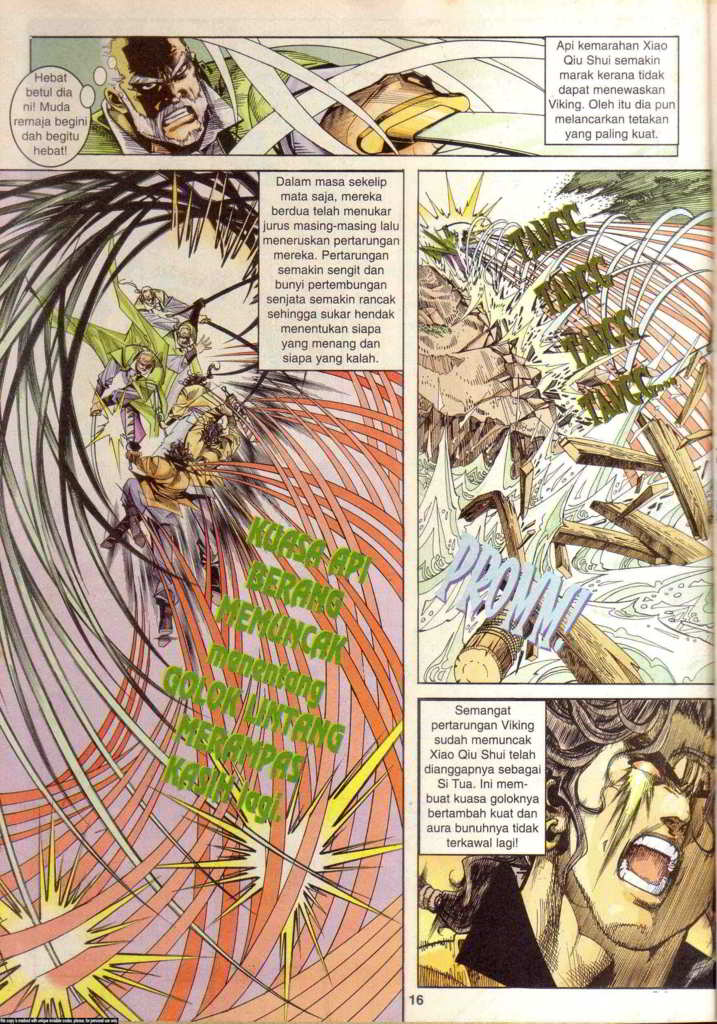 Hebat
betul dia
ni! Muda
remaja begini
dah begitu
hebat!
Api kemarahan Xiao
Qiu Shui semakin
marak kerana tidak
dapat menewaskan
Viking. Oleh itu dia pun
melancarkan tetakan
yang paling kuat.
Dalam masa sekelip
mata saja, mereka
berdua telah menukar
jurus masing-masing lalu
meneruskan pertarungan
mereka. Pertarungan
semakin sengit dan
bunyi pertembungan
senjata semakin rancak
sehingga sukar hendak
menentukan siapa
yang menang dan
siapa yang kalah.
KUASA API
BERANG
MEMUNCAK
menentang
GOLOK LINTANG
MERAMPAS
KASIH lagi.
TANGG
TANGG
TANGG
TANGG...
PROMM!
Semangat
pertarungan Viking
sudah memuncak
Xiao Qiu Shui telah
dianggapnya sebagai
Si Tua. Ini mem-
buat kuasa goloknya
bertambah kuat dan
aura bunuhnya tidak
terkawal lagi!
16